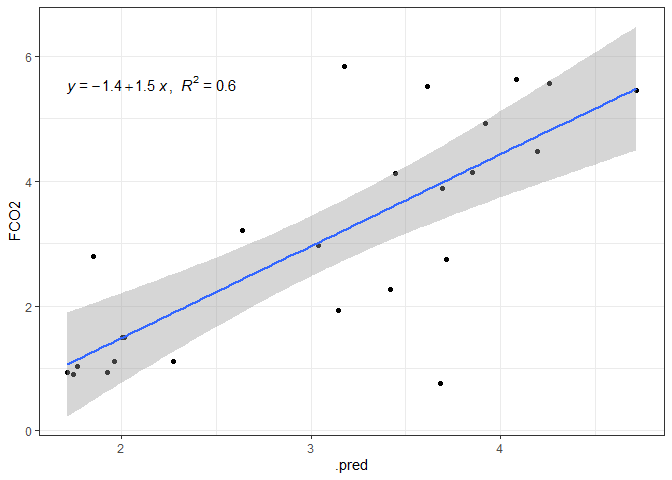 y = −1.4 + 1.5 x , R² = 0.6
6
4
2
0
FCO2
2 3 4
.pred